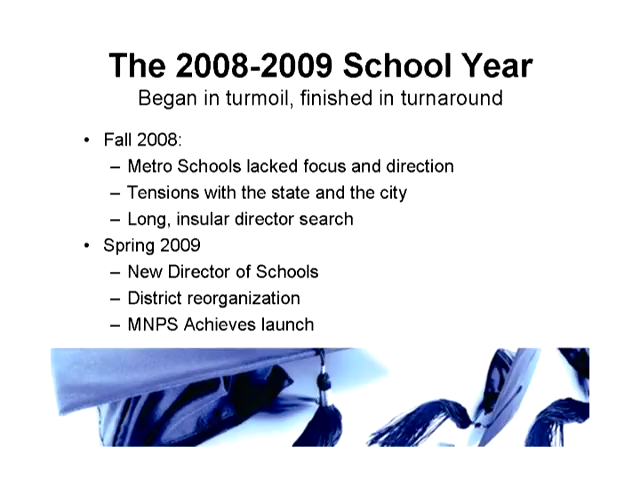 The 2008-2009 School Year
Began in turmoil, finished in turnaround
• Fall 2008:
– Metro Schools lacked focus and direction
– Tensions with the state and the city
– Long, insular director search
• Spring 2009
– New Director of Schools
– District reorganization
– MNPS Achieves launch